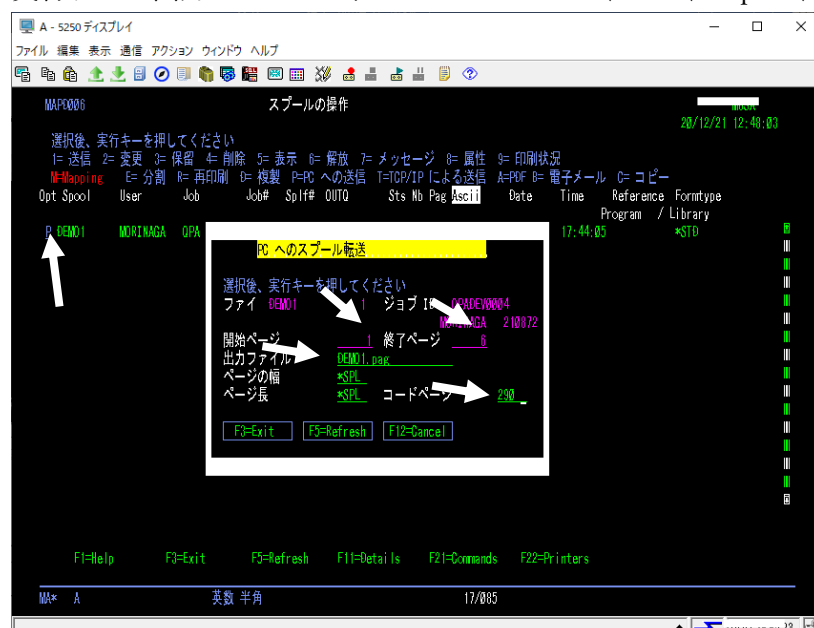 A - 5250 ディスプレイ
ファイル 編集 表示 通信 アクション ウィンドウ ヘルプ
MAPD006 スプールの操作
20/12/21 12:48:03
選択後、実行キーを押してください
1= 送信 2= 変更 3= 保留 4= 削除 5= 表示 6= 解放 7= メッセージ 8= 属性 9= 印刷状況
M=Mapping E= 分割 R= 再印刷 D= 複製 P=PC への送信 T=TCP/IP による送信 A=PDF B= 電子メール C= コピー
Opt Spool User Job Job# Splf# OUTQ Sts Nb Pag Ascii Date Time Reference Formtype
Program / Library
P DEMO1 MORINAGA QPA 17:44:05 *STD
PC へのスプール転送
選択後、実行キーを押してください
ファイ DEMO1 1 ジョブ QPADEV0004
MORINAGA 210872
開始ページ 1 終了ページ 6
出力ファイル DEMO1.pag
ページの幅 *SPL
ページ長 *SPL コードページ 290
F3=Exit F5=Refresh F12=Cancel
F1=Help F3=Exit F5=Refresh F11=Details F21=Commands F22=Printers
MA* A 英数 半角 17/085